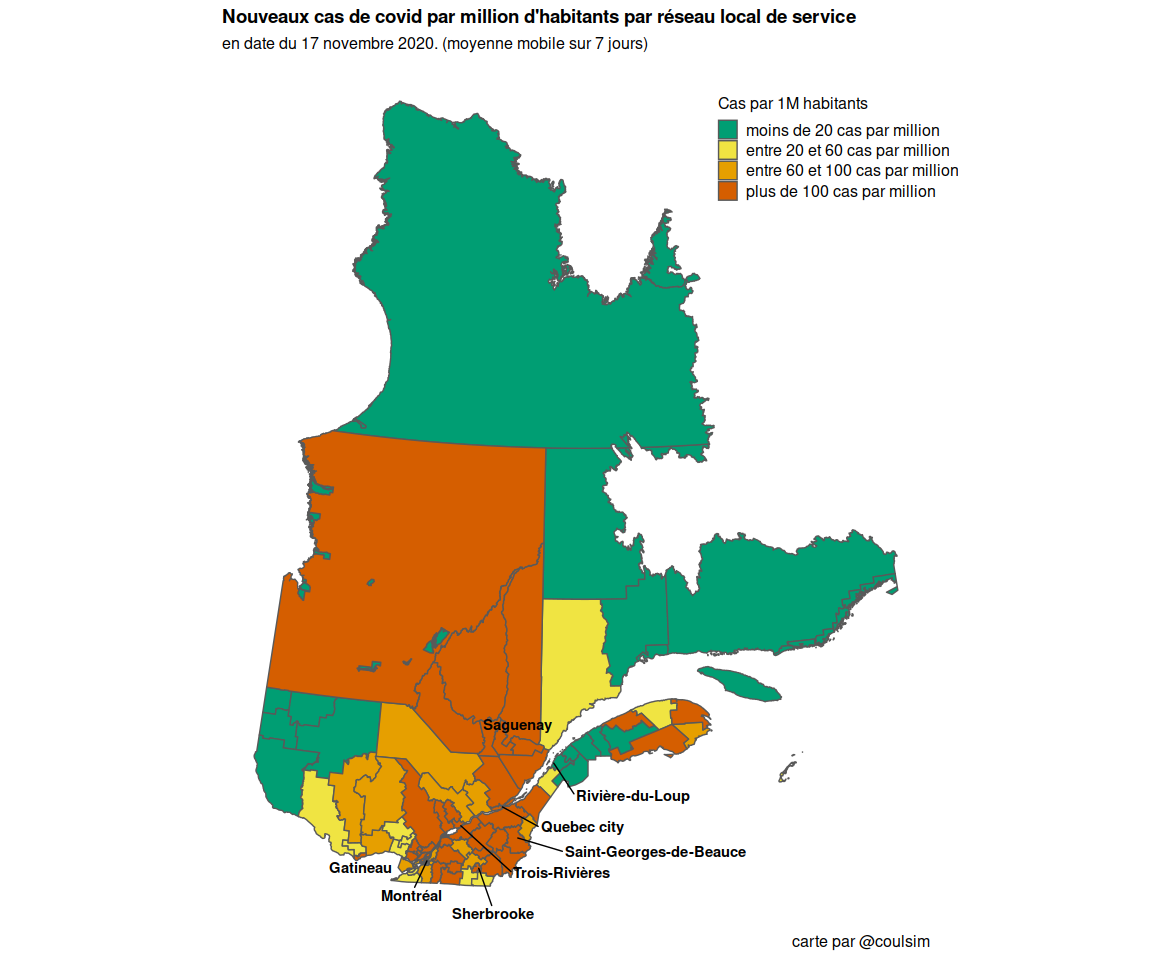 Nouveaux cas de covid par million d'habitants par réseau local de service
en date du 17 novembre 2020. (moyenne mobile sur 7 jours)
Cas par 1M habitants
moins de 20 cas par million
entre 20 et 60 cas par million
entre 60 et 100 cas par million
plus de 100 cas par million
Saguenay
Rivière-du-Loup
Quebec city
Saint-Georges-de-Beauce
Gatineau
Trois-Rivières
Montréal
Sherbrooke
carte par @coulsim